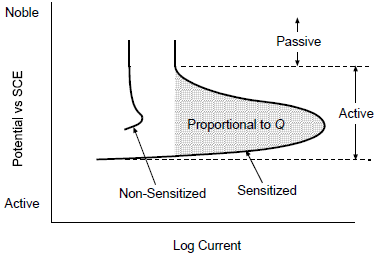 Noble
Passive
Potential vs SCE
Active
Proportional to Q
Non-Sensitized
Sensitized
Active
Log Current